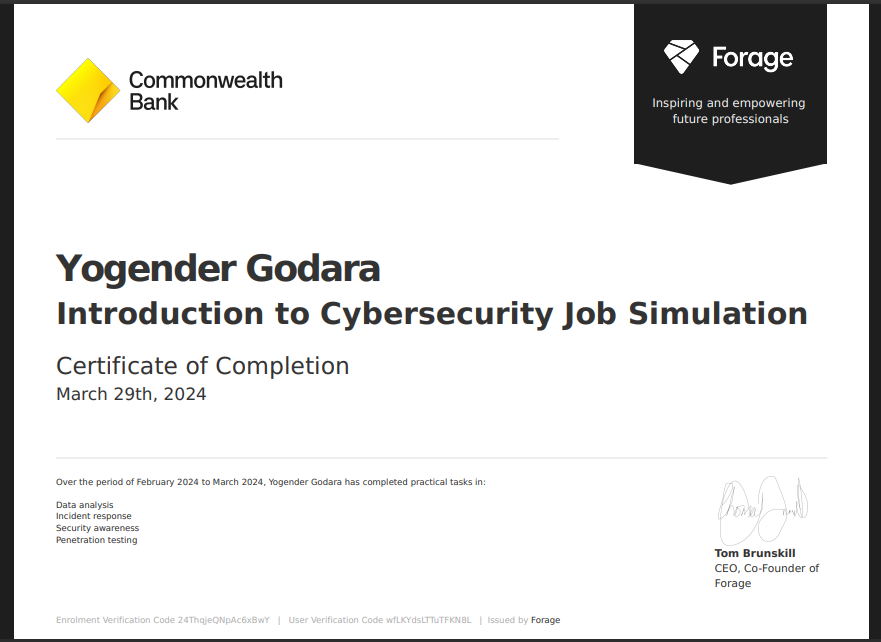 Commonwealth
Bank
Forage
Inspiring and empowering
future professionals
Yogender Godara
Introduction to Cybersecurity Job Simulation
Certificate of Completion
March 29th, 2024
Over the period of February 2024 to March 2024, Yogender Godara has completed practical tasks in:
Data analysis
Incident response
Security awareness
Penetration testing
Tom Brunskill
CEO, Co-Founder of
Forage
Enrolment Verification Code 24ThqjeQNpAc6xBwY | User Verification Code wfLKYdsLTTuTFKN8L | Issued by Forage